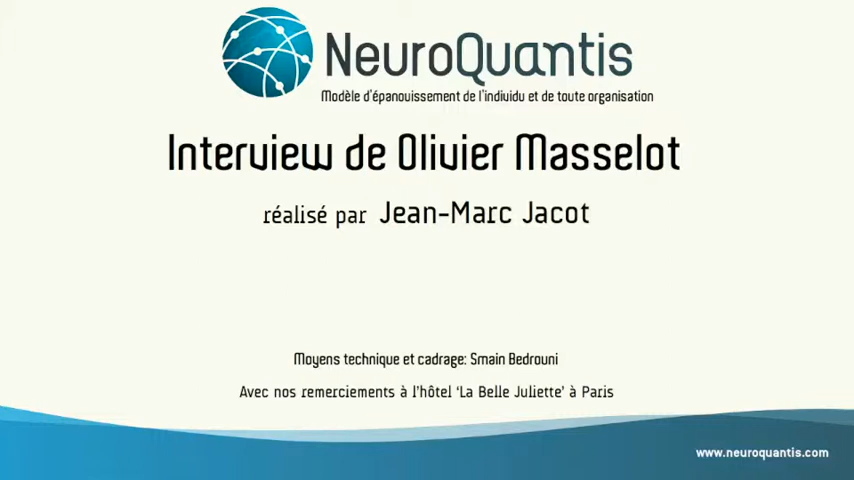 NeuroQuantis
Modèle d'épanouissement de l'individu et de toute organisation
Interview de Olivier Masselot
réalisé par Jean-Marc Jacot
Moyens technique et cadrage: Smain Bedrouni
Avec nos remerciements à l'hôtel 'La Belle Juliette' à Paris
www.neuroquantis.com